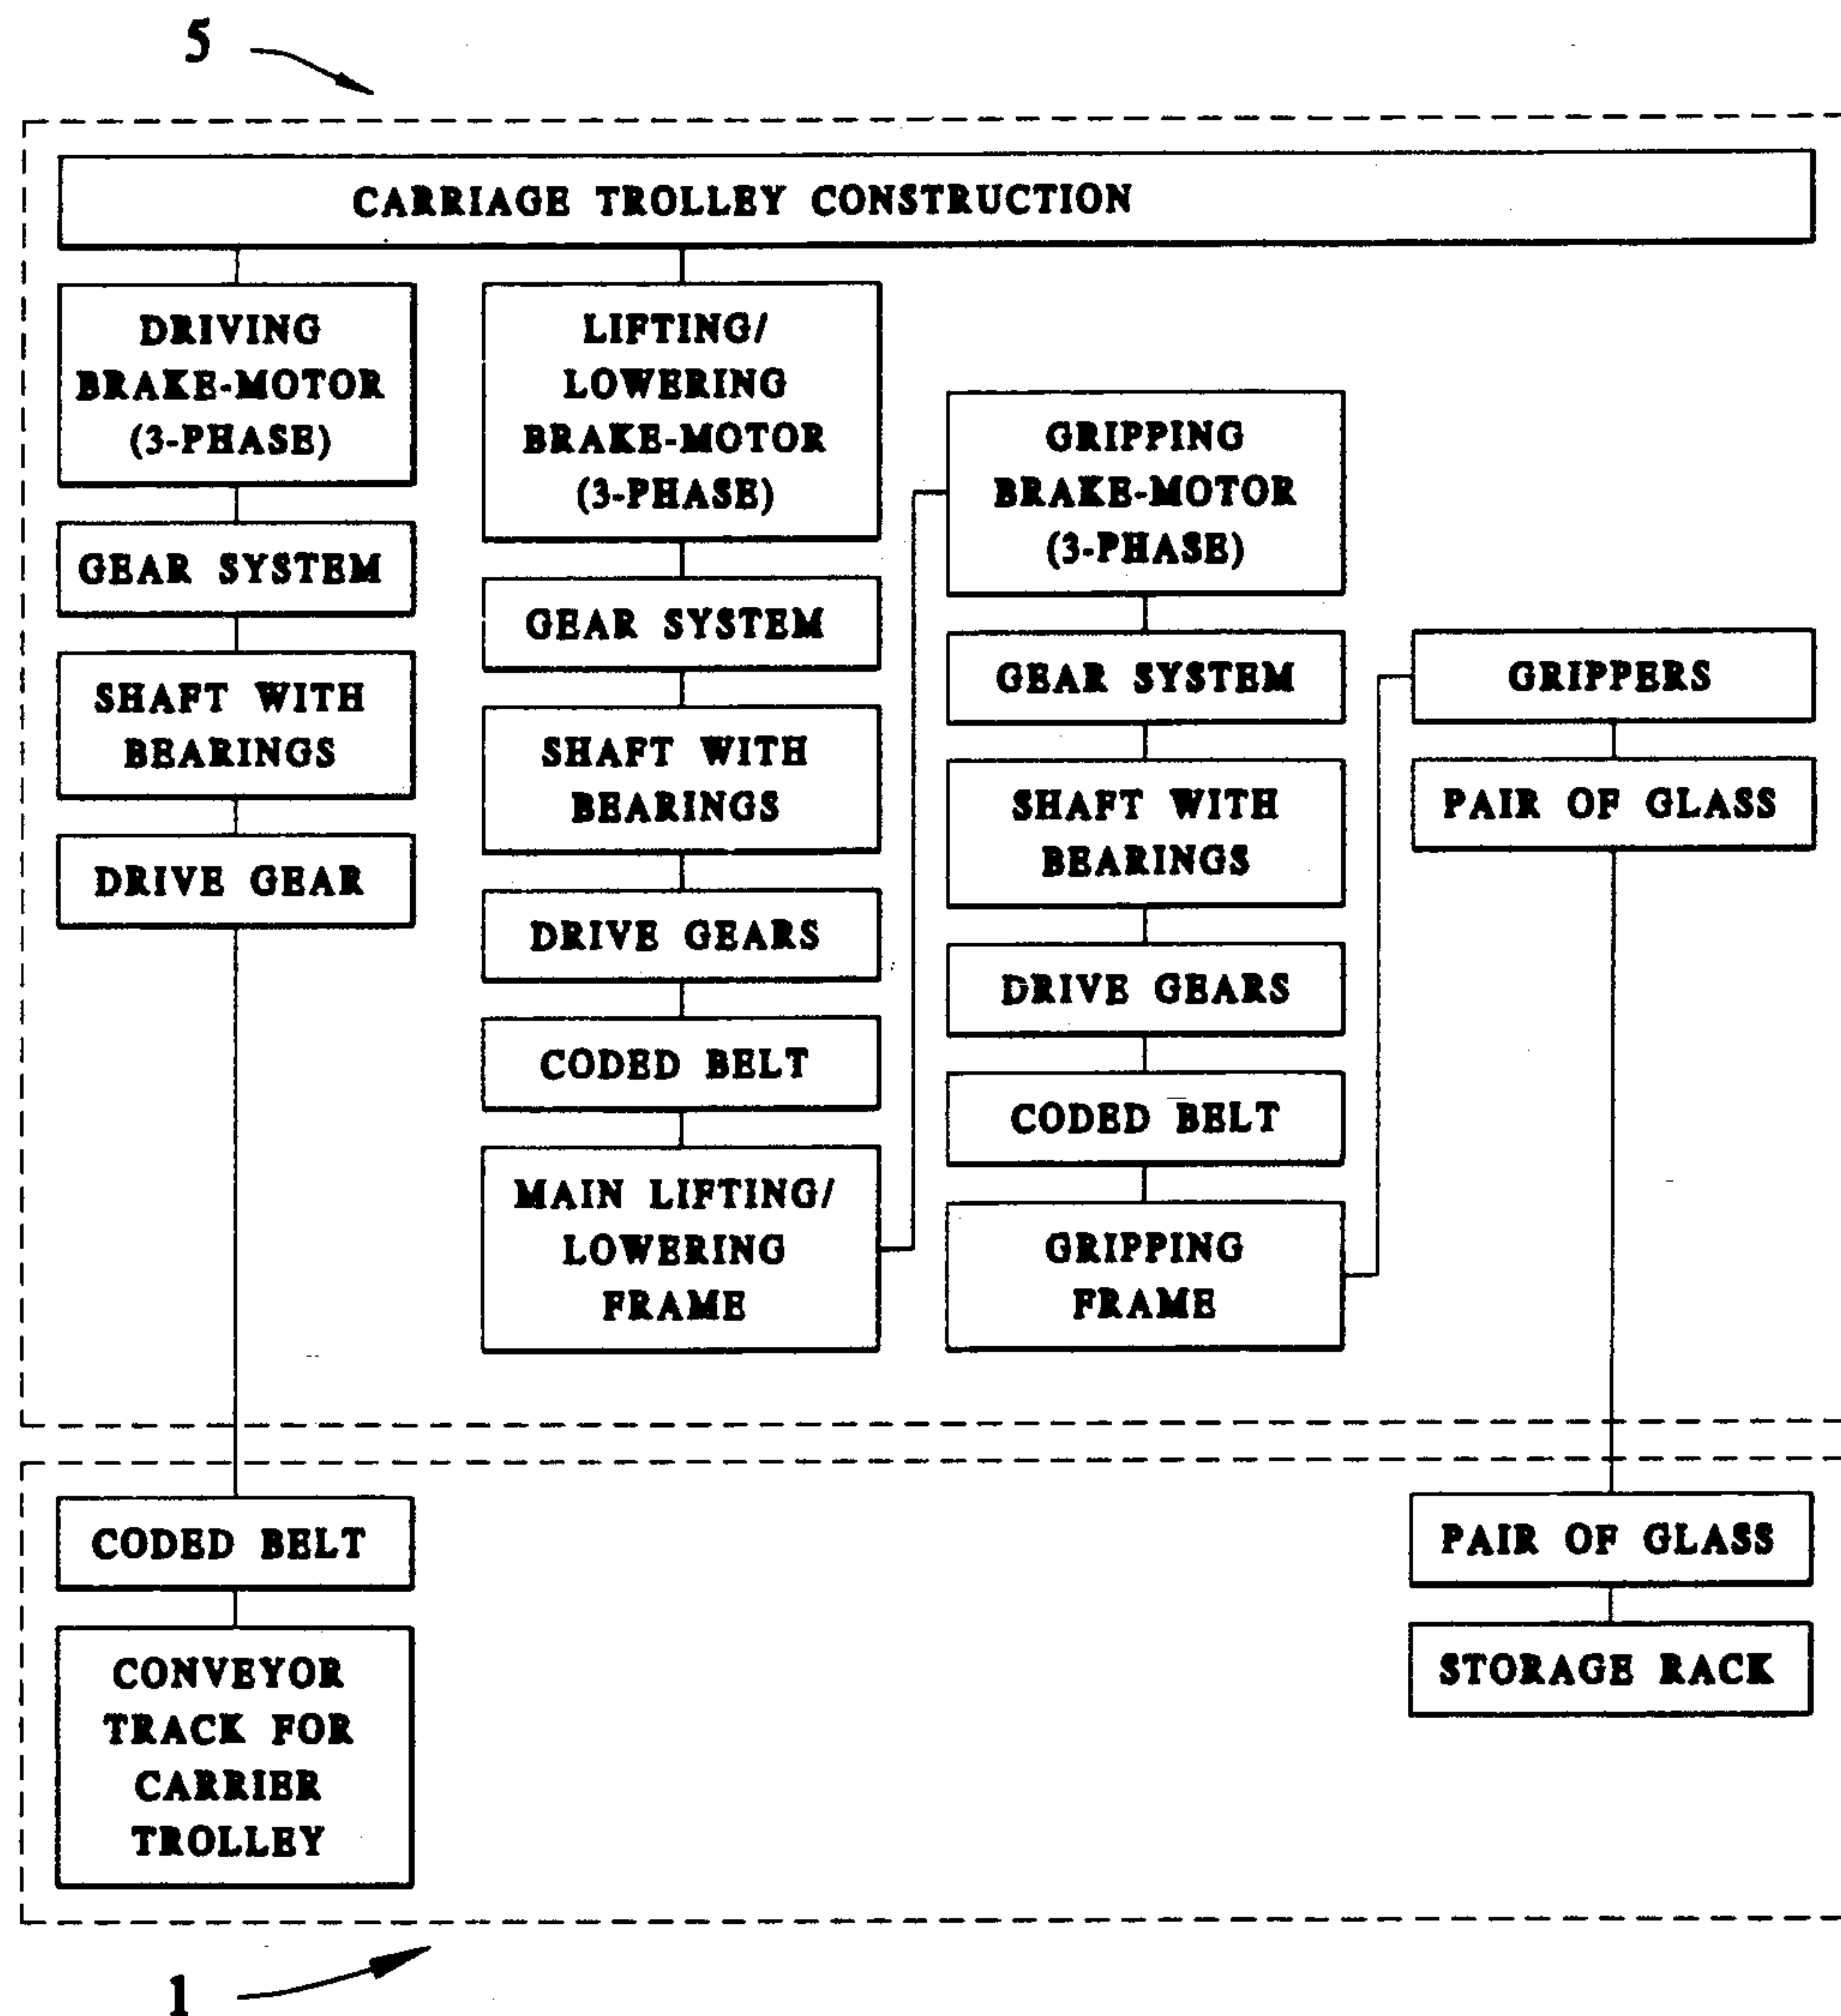 5
CARRIAGE TROLLEY CONSTRUCTION
DRIVING
BRAKE-MOTOR
(3-PHASE)
GEAR SYSTEM
SHAFT WITH
BEARINGS
DRIVE GEAR
LIFTING/
LOWERING
BRAKE-MOTOR
(3-PHASE)
GEAR SYSTEM
SHAFT WITH
BEARINGS
DRIVE GEARS
CODED BELT
MAIN LIFTING/
LOWERING
FRAME
GRIPPING
BRAKE-MOTOR
(3-PHASE)
GEAR SYSTEM
SHAFT WITH
BEARINGS
DRIVE GEARS
CODED BELT
GRIPPING
FRAME
GRIPPERS
PAIR OF GLASS
CODED BELT
CONVEYOR
TRACK FOR
CARRIER
TROLLEY
PAIR OF GLASS
STORAGE RACK
1